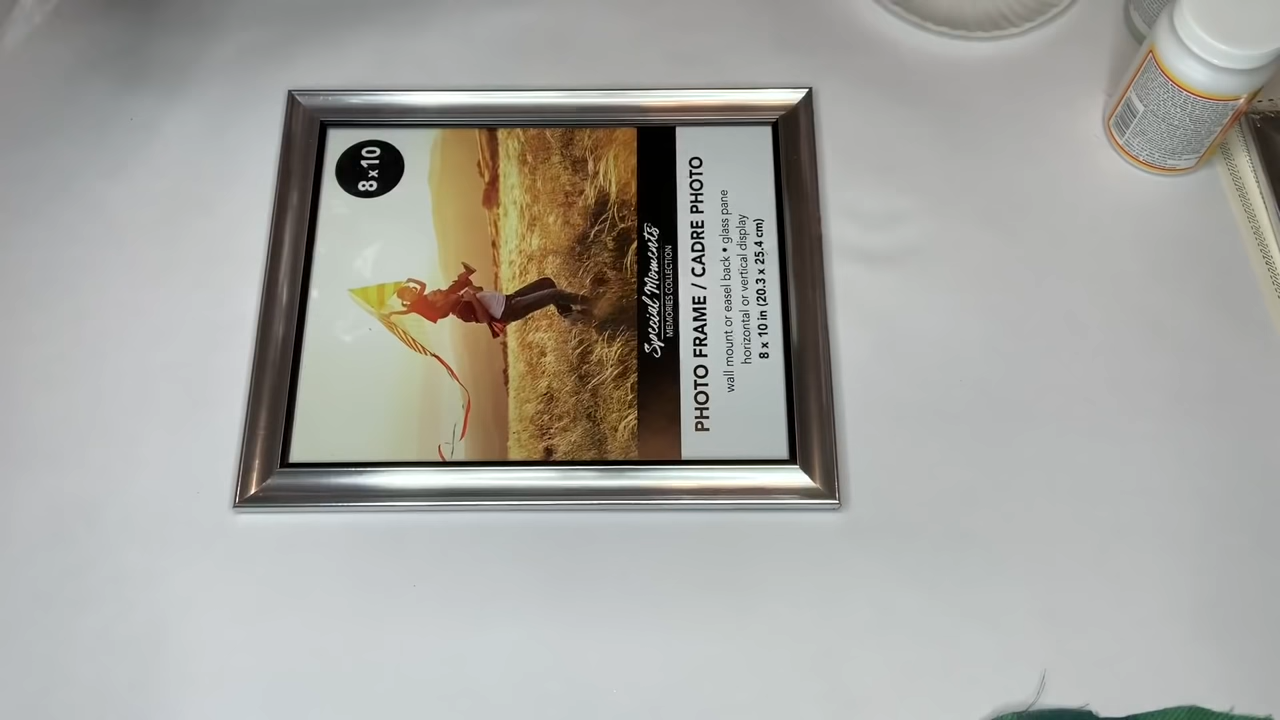 8x10
Special Moments
MEMORIES COLLECTION
PHOTO FRAME / CADRE PHOTO
wall mount or easel back • glass pane
horizontal or vertical display
8 x 10 in (20.3 x 25.4 cm)